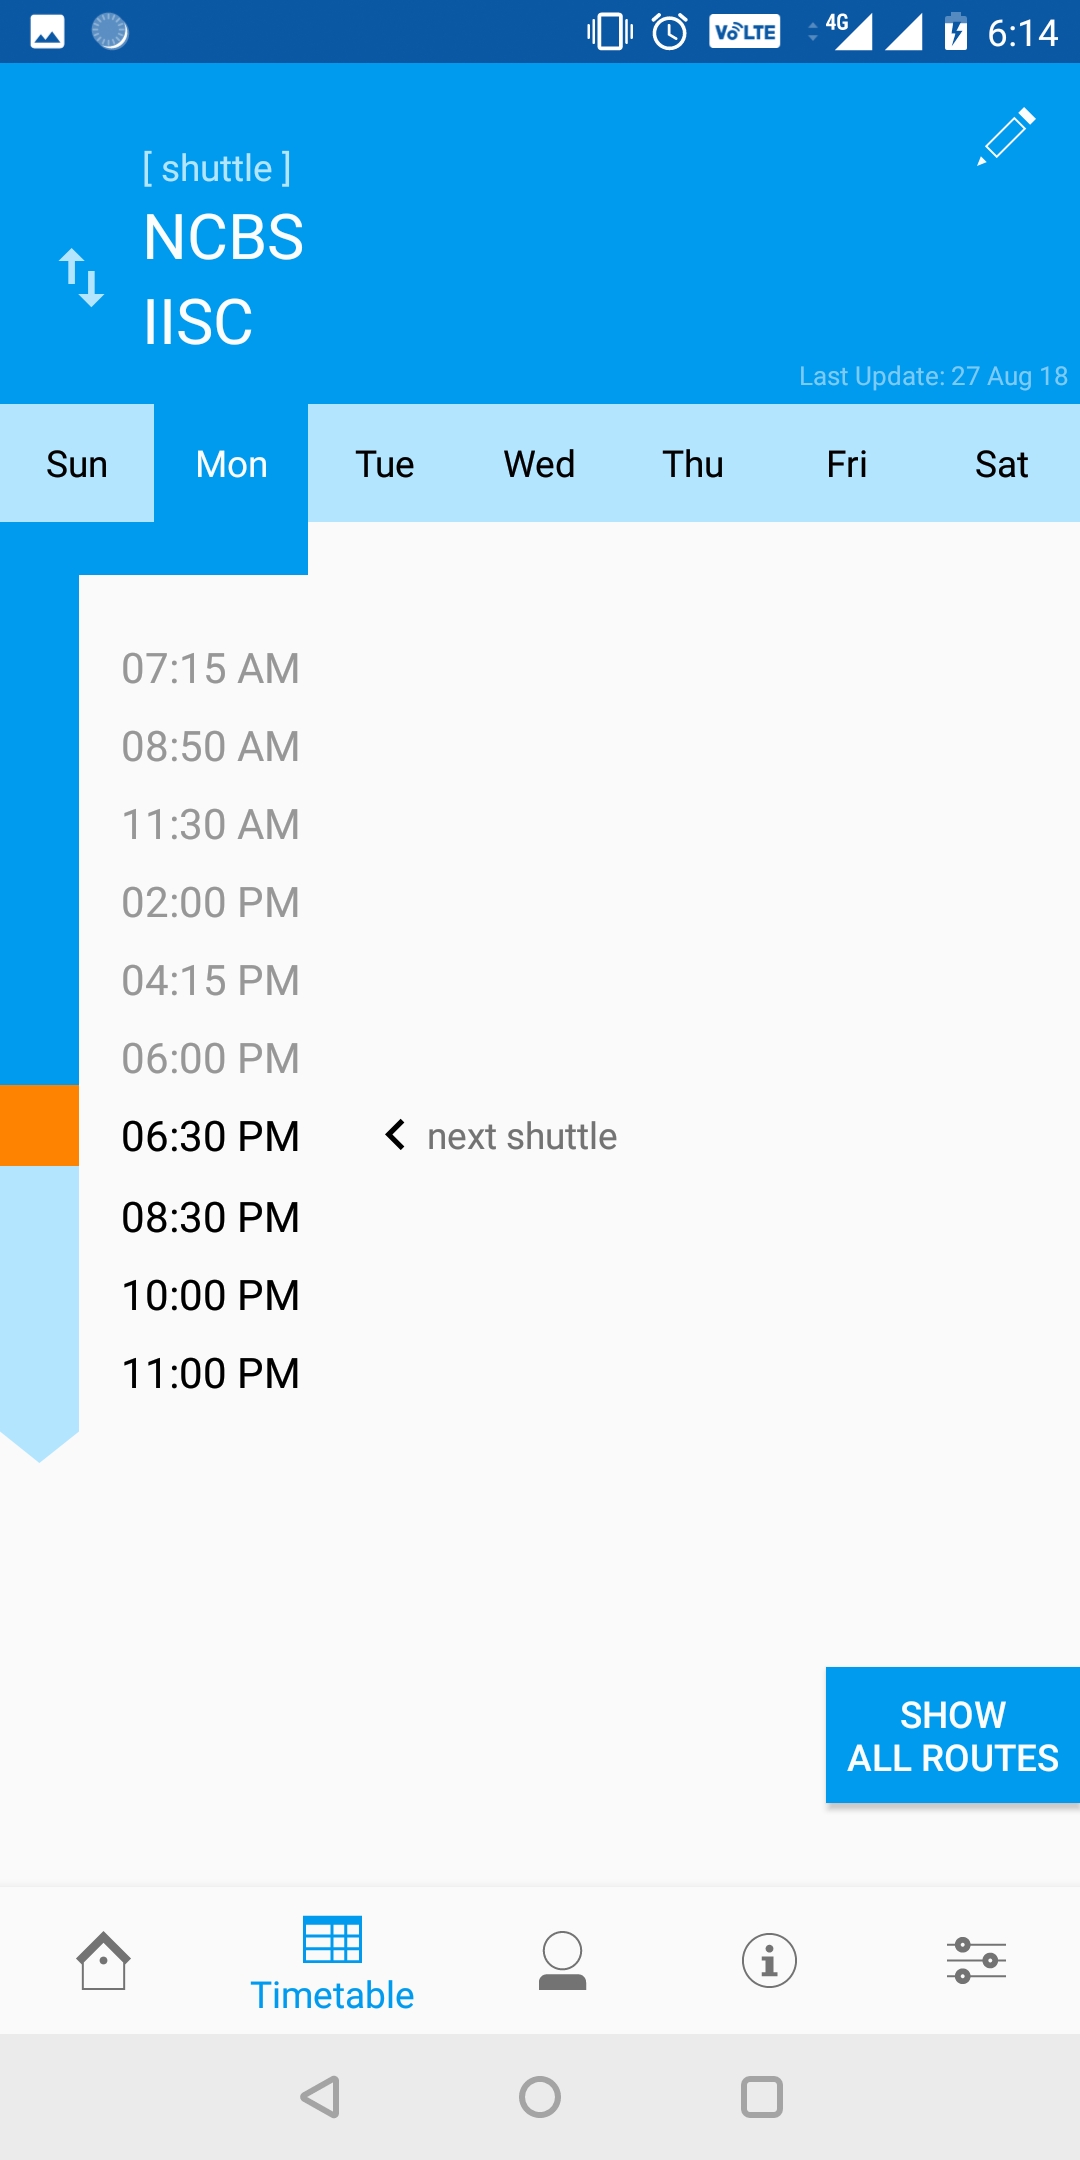 VoLTE 4G 6:14
[ shuttle ]
NCBS
IISC
Last Update: 27 Aug 18
Sun Mon Tue Wed Thu Fri Sat
07:15 AM
08:50 AM
11:30 AM
02:00 PM
04:15 PM
06:00 PM
06:30 PM next shuttle
08:30 PM
10:00 PM
11:00 PM
SHOW
ALL ROUTES
Timetable